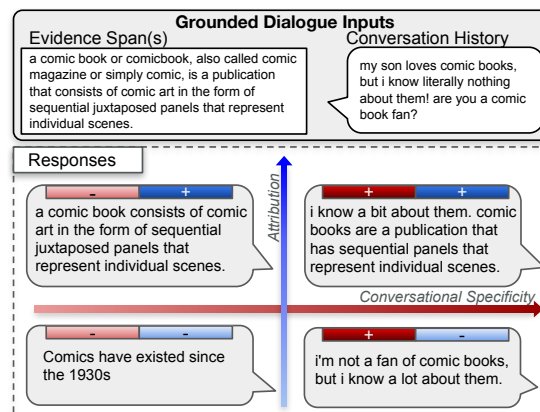 Grounded Dialogue Inputs
Evidence Span(s)
a comic book or comicbook, also called comic
magazine or simply comic, is a publication
that consists of comic art in the form of
sequential juxtaposed panels that represent
individual scenes.
Conversation History
my son loves comic books,
but i know literally nothing
about them! are you a comic
book fan?
Responses
Attribution
- +
a comic book consists of comic
art in the form of sequential
juxtaposed panels that
represent individual scenes.
+ +
i know a bit about them. comic
books are a publication that
has sequential panels that
represent individual scenes.
Conversational Specificity
- -
Comics have existed since
the 1930s
+ -
i'm not a fan of comic books,
but i know a lot about them.